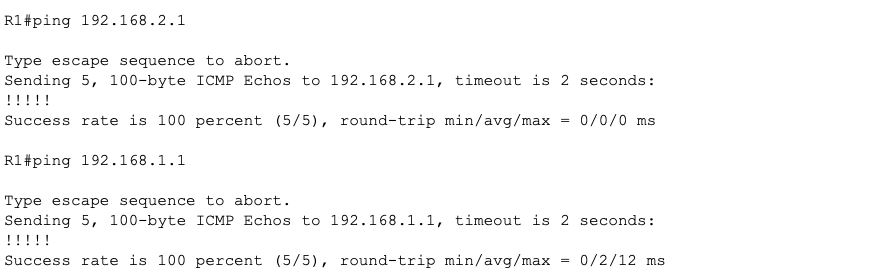 R1#ping 192.168.2.1
Type escape sequence to abort.
Sending 5, 100-byte ICMP Echos to 192.168.2.1, timeout is 2 seconds:
!!!!!
Success rate is 100 percent (5/5), round-trip min/avg/max = 0/0/0 ms
R1#ping 192.168.1.1
Type escape sequence to abort.
Sending 5, 100-byte ICMP Echos to 192.168.1.1, timeout is 2 seconds:
!!!!!
Success rate is 100 percent (5/5), round-trip min/avg/max = 0/2/12 ms